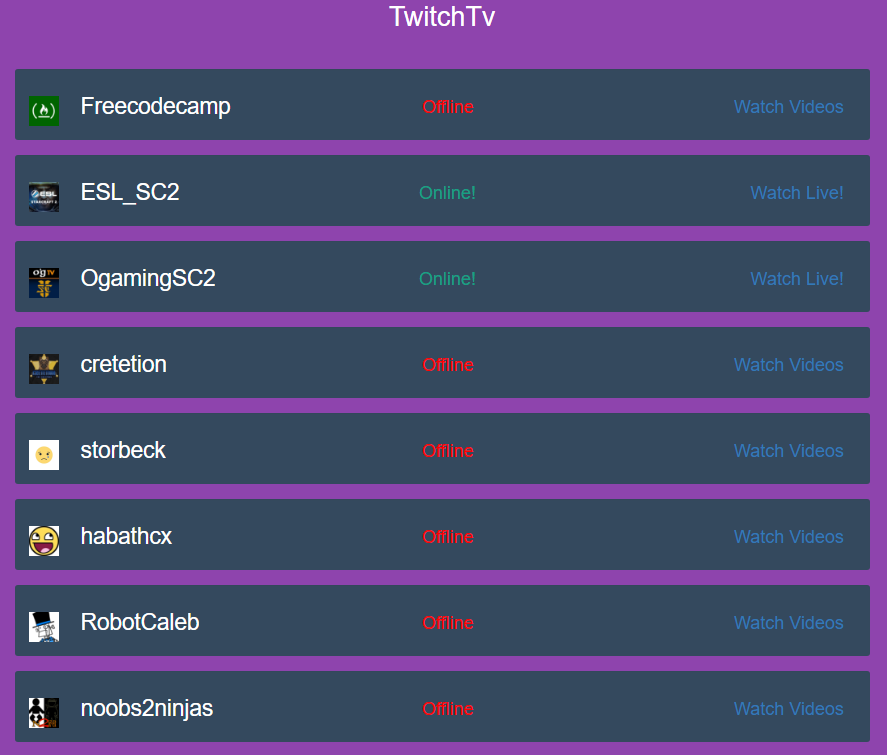 TwitchTv
Freecodecamp Offline Watch Videos
ESL_SC2 Online! Watch Live!
OgamingSC2 Online! Watch Live!
cretetion Offline Watch Videos
storbeck Offline Watch Videos
habathcx Offline Watch Videos
RobotCaleb Offline Watch Videos
noobs2ninjas Offline Watch Videos